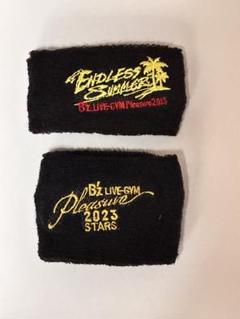 ENDLESS
SUMMER
B'z LIVE-GYM Pleasure 2023
B'z LIVE-GYM
Pleasure
2023
STARS